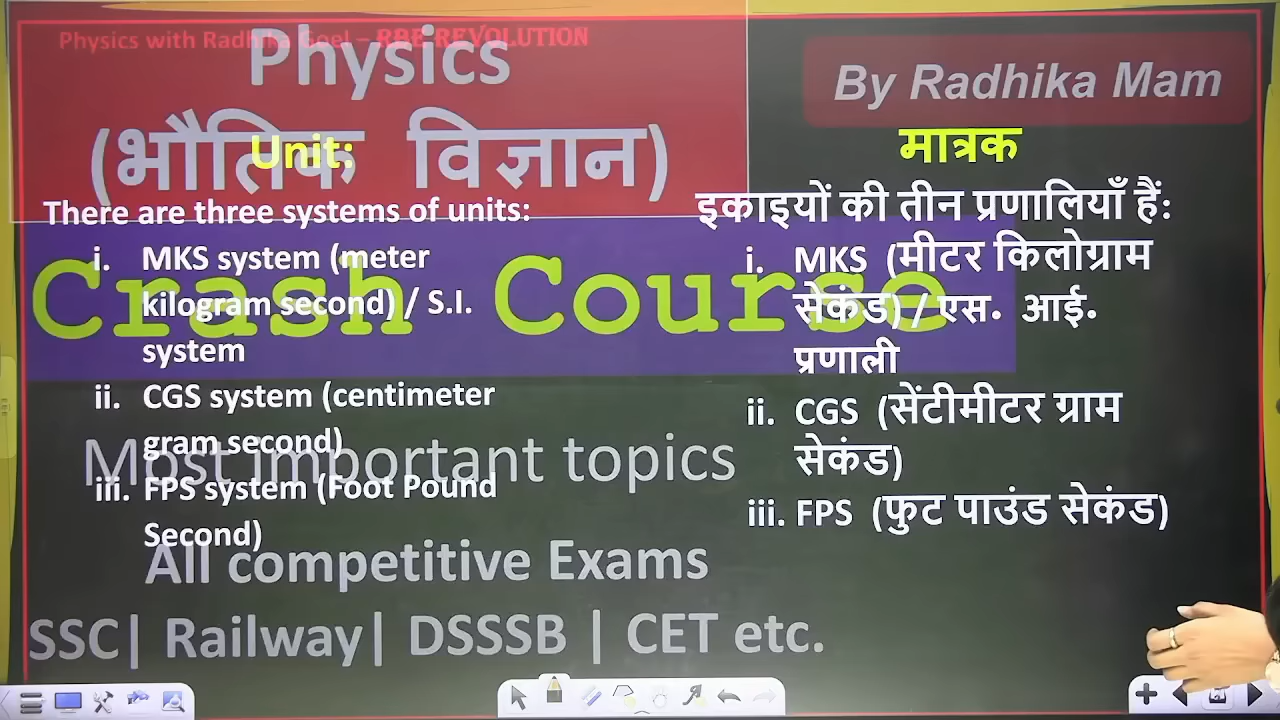 Physics with Radhika Goel – RBE REVOLUTION
Physics
(भौतिक विज्ञान)
By Radhika Mam
Crash Course
Most important topics
All competitive Exams
SSC| Railway| DSSSB | CET etc.
Unit:
There are three systems of units:
i. MKS system (meter
kilogram second) / S.I.
system
ii. CGS system (centimeter
gram second)
iii. FPS system (Foot Pound
Second)
मात्रक
इकाइयों की तीन प्रणालियाँ हैं:
i. MKS (मीटर किलोग्राम
सेकंड) / एस. आई.
प्रणाली
ii. CGS (सेंटीमीटर ग्राम
सेकंड)
iii. FPS (फुट पाउंड सेकंड)